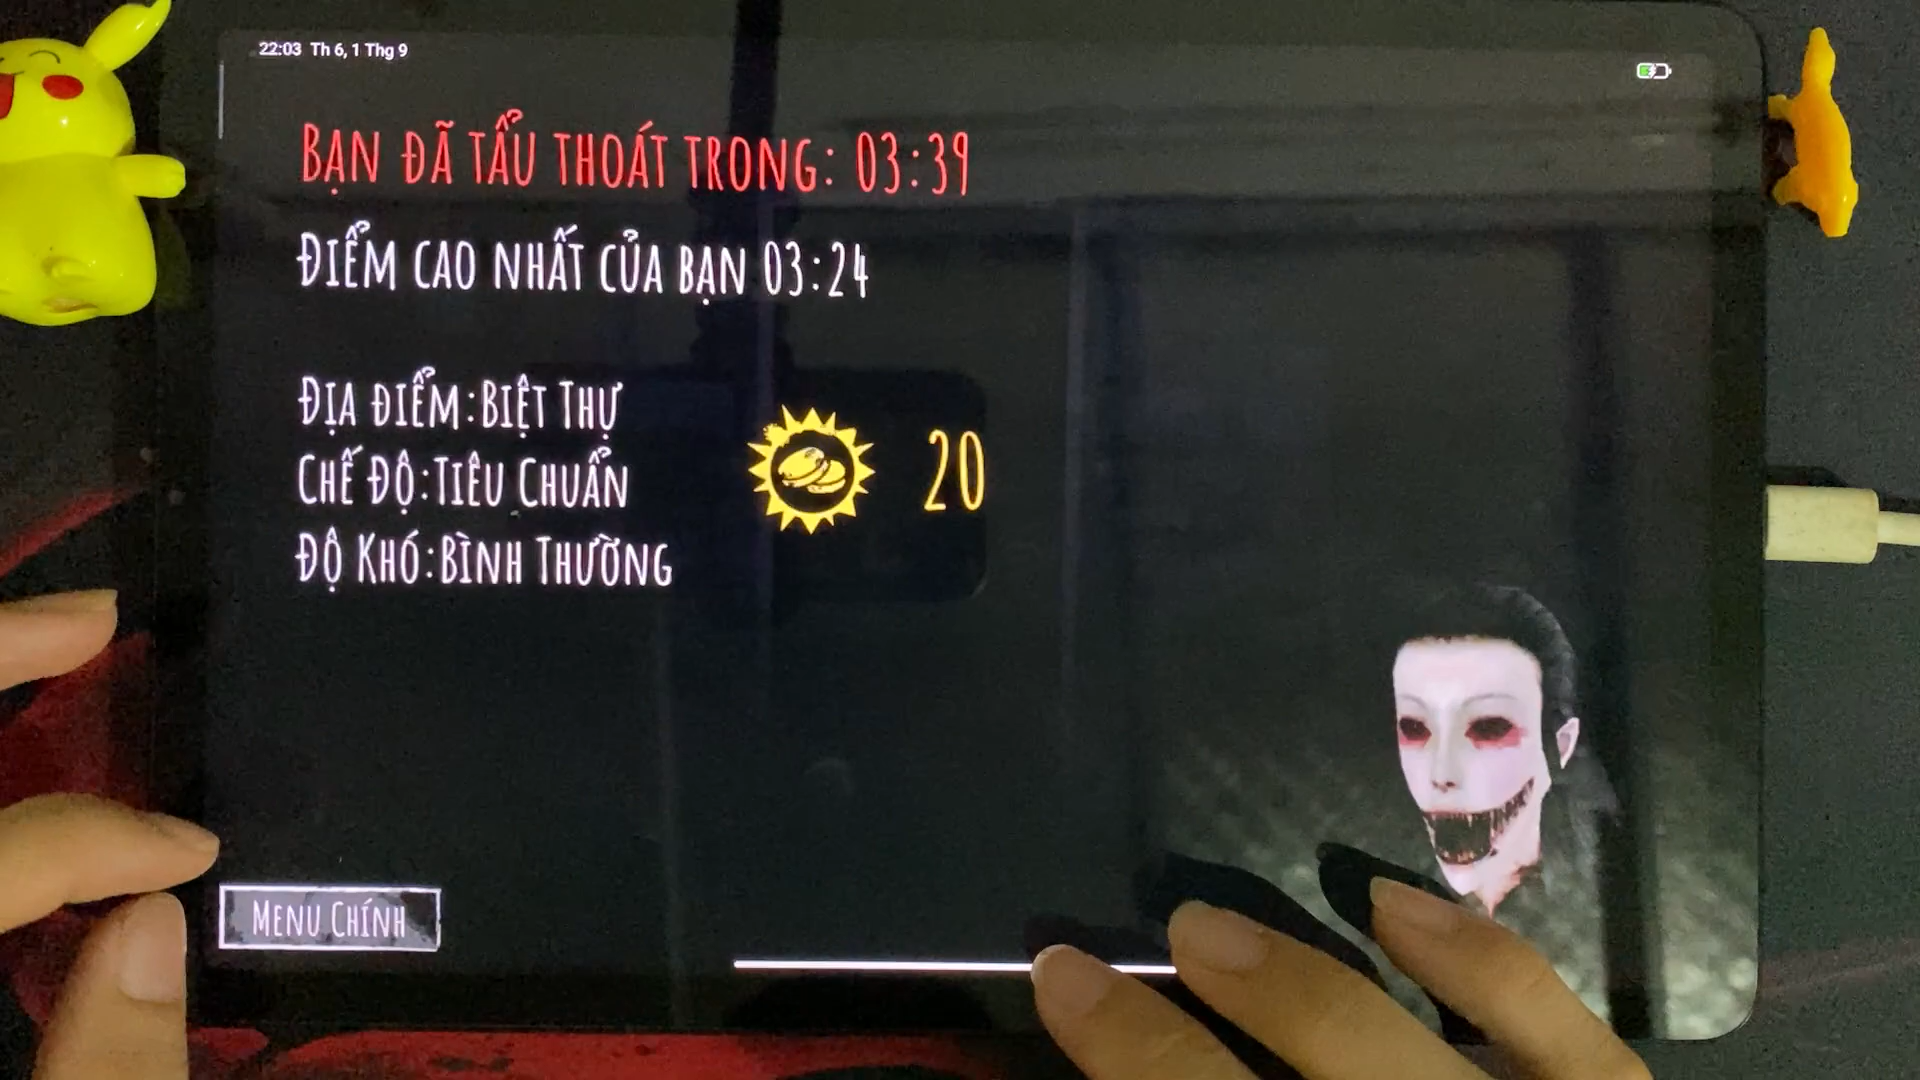 22:03 Th 6, 1 Thg 9
Bạn đã tẩu thoát trong: 03:39
Điểm cao nhất của bạn 03:24
Địa điểm:Biệt Thự
Chế Độ:Tiêu Chuẩn
20
Độ Khó:Bình Thường
Menu Chính